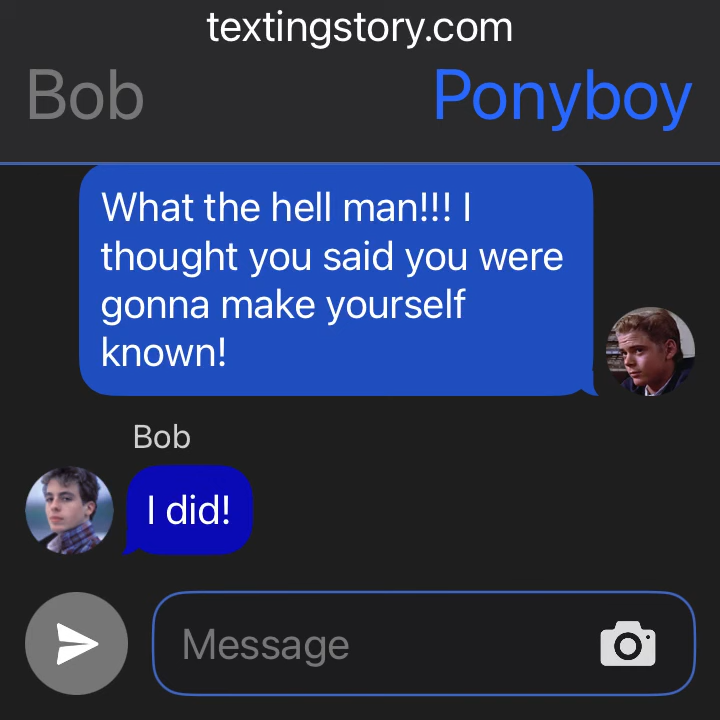 textingstory.com
Bob
Ponyboy
What the hell man!!! I
thought you said you were
gonna make yourself
known!
Bob
I did!
Message